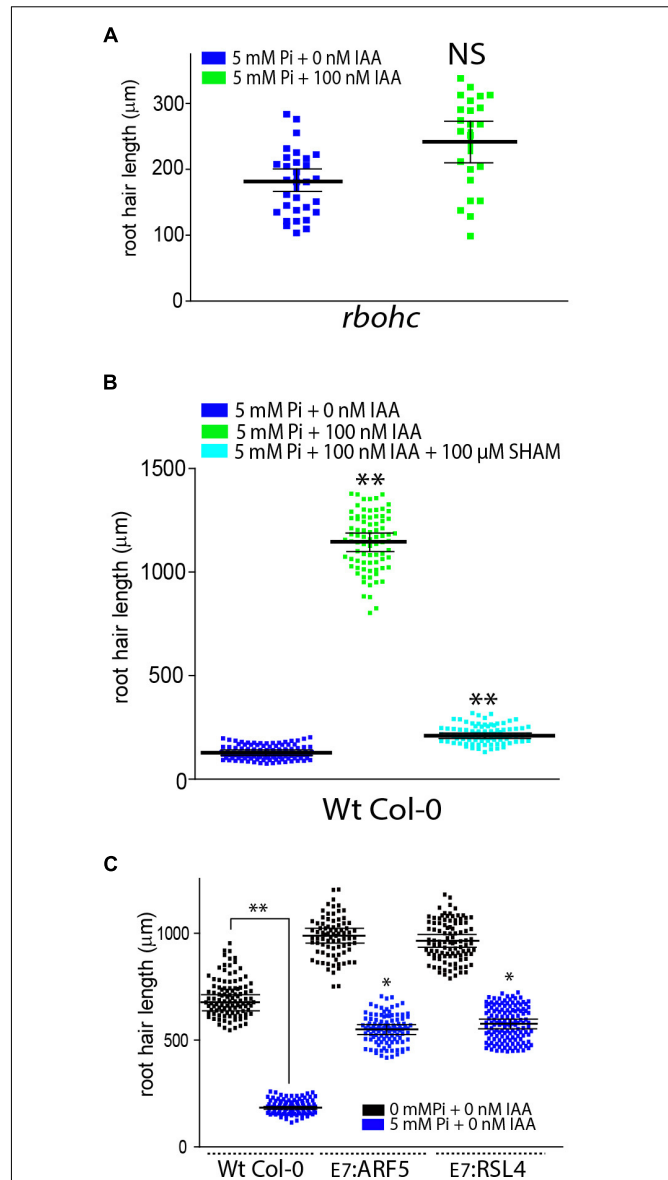 A
5 mM Pi + 0 nM IAA
5 mM Pi + 100 nM IAA
NS
root hair length (µm)
300
200
100
0
rbohc
B
5 mM Pi + 0 nM IAA
5 mM Pi + 100 nM IAA
5 mM Pi + 100 nM IAA + 100 µM SHAM
root hair length (µm)
1500
1000
500
0
**
**
Wt Col-0
C
root hair length (µm)
1000
500
0
**
*
*
0 mMPi + 0 nM IAA
5 mM Pi + 0 nM IAA
Wt Col-0
E7:ARF5
E7:RSL4